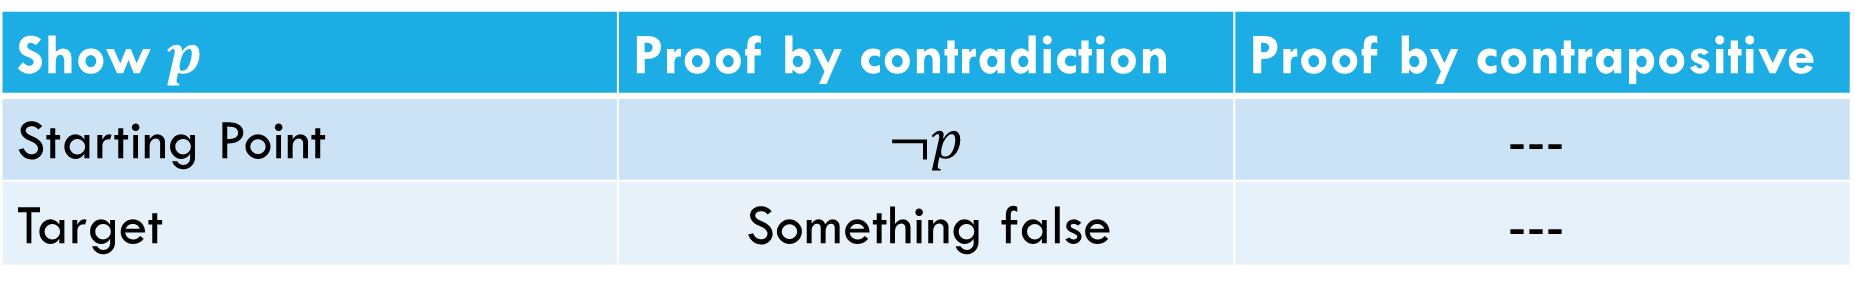 Show p Proof by contradiction Proof by contrapositive
Starting Point ¬p ---
Target Something false ---